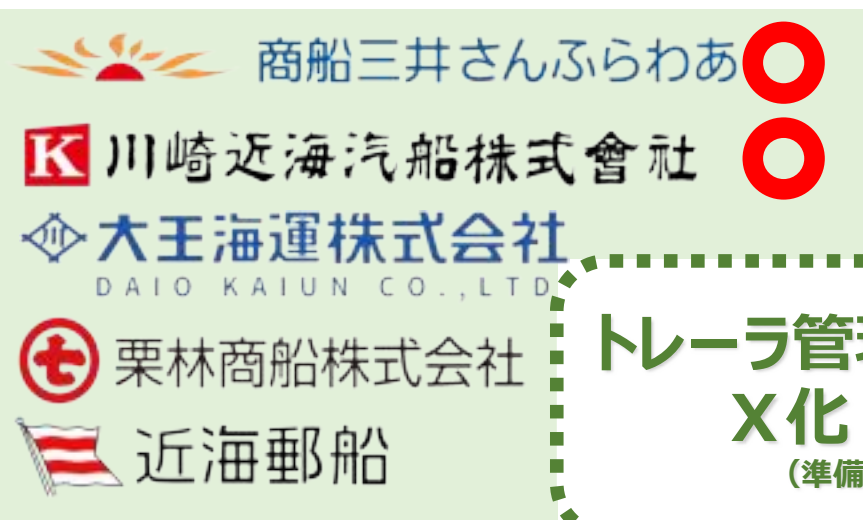 商船三井さんふらわあ
K 川崎近海汽船株式會社
川 大王海運株式会社
DAIO KAIUN CO.,LTD
七 栗林商船株式会社
近海郵船
トレーラ管
X化
(準備